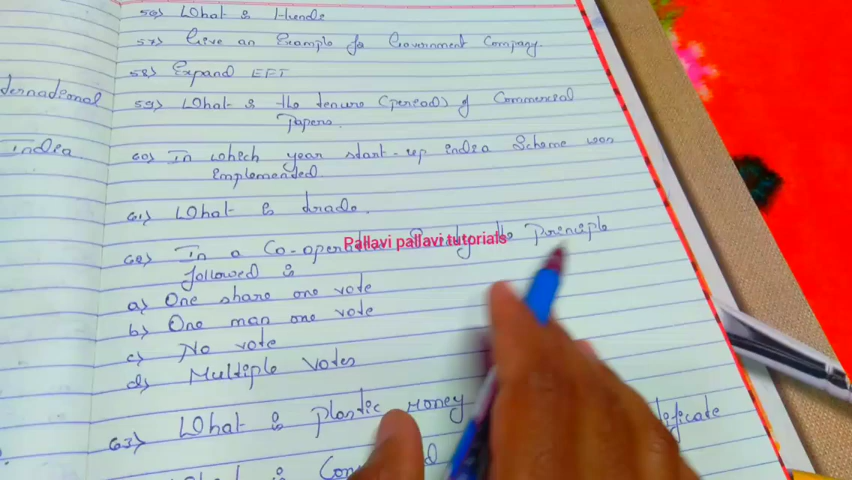 56) What is Hundi
57) Give an Example for Government Company.
58) Expand EFT
59) What is the tenure (period) of Commercial
Papers.
60) In which year start-up india Scheme was
india
implemented
61) What is trade.
62) In a Co-operative Society the Principle
Pallavi pallavi tutorials
followed is
a) One share one vote
b) One man one vote
c) No vote
d) Multiple Votes
63) What is plastic Money
What is